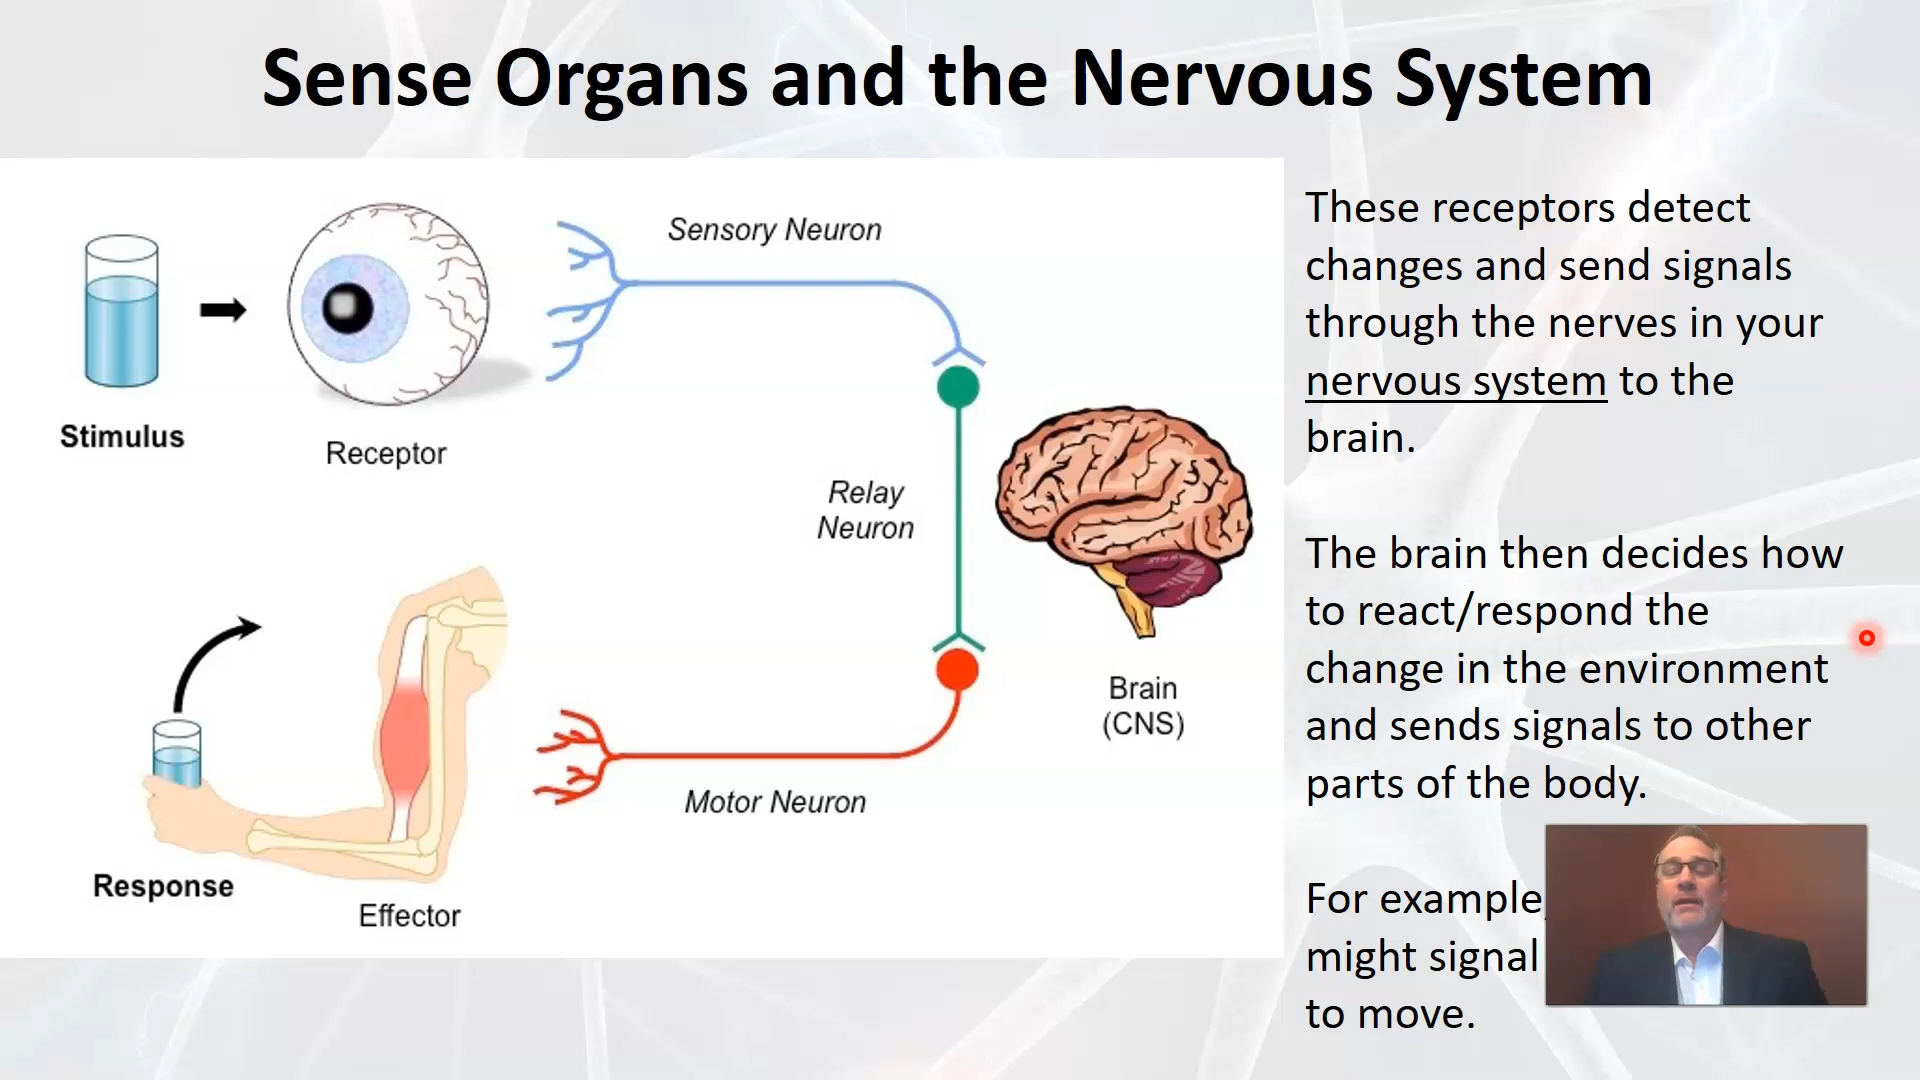 Sense Organs and the Nervous System
Sensory Neuron
Stimulus
Receptor
Relay
Neuron
Brain
(CNS)
Motor Neuron
Response
Effector
These receptors detect
changes and send signals
through the nerves in your
nervous system to the
brain.
The brain then decides how
to react/respond the
change in the environment
and sends signals to other
parts of the body.
For example,
might signal
to move.